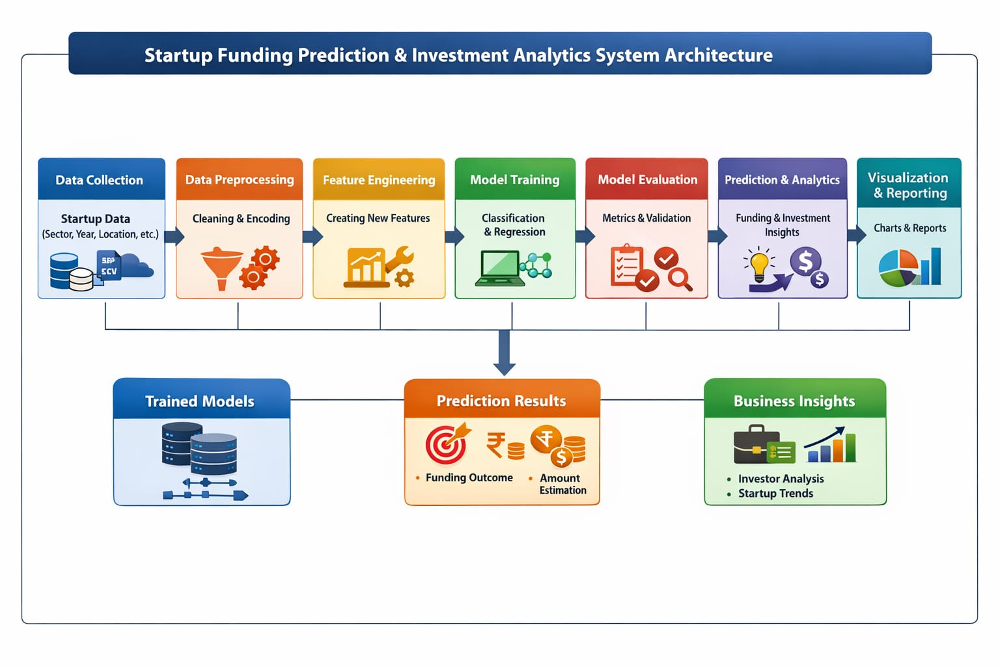 Startup Funding Prediction & Investment Analytics System Architecture
Data Collection
Startup Data
(Sector, Year, Location, etc.)
Data Preprocessing
Cleaning & Encoding
Feature Engineering
Creating New Features
Model Training
Classification
& Regression
Model Evaluation
Metrics & Validation
Prediction & Analytics
Funding & Investment
Insights
$
$
Visualization
& Reporting
Charts & Reports
Trained Models
Prediction Results
₹
₹
$
• Funding Outcome
• Amount
Estimation
Business Insights
• Investor Analysis
• Startup Trends